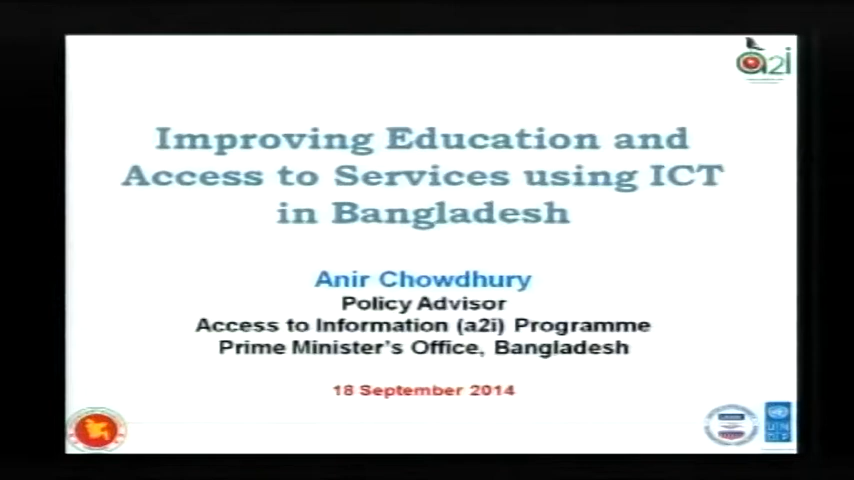 a2i
Improving Education and
Access to Services using ICT
in Bangladesh
Anir Chowdhury
Policy Advisor
Access to Information (a2i) Programme
Prime Minister's Office, Bangladesh
18 September 2014
U N
D P